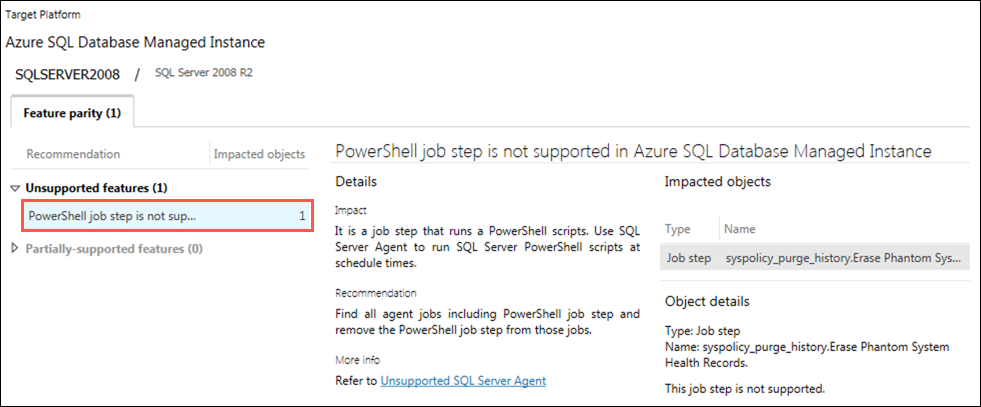 Target Platform
Azure SQL Database Managed Instance
SQLSERVER2008 / SQL Server 2008 R2
Feature parity (1)
Recommendation Impacted objects
Unsupported features (1)
PowerShell job step is not sup... 1
Partially-supported features (0)
PowerShell job step is not supported in Azure SQL Database Managed Instance
Details
Impact
It is a job step that runs a PowerShell scripts. Use SQL
Server Agent to run SQL Server PowerShell scripts at
schedule times.
Recommendation
Find all agent jobs including PowerShell job step and
remove the PowerShell job step from those jobs.
More info
Refer to Unsupported SQL Server Agent
Impacted objects
Type Name
Job step syspolicy_purge_history.Erase Phantom Sys...
Object details
Type: Job step
Name: syspolicy_purge_history.Erase Phantom System
Health Records.
This job step is not supported.